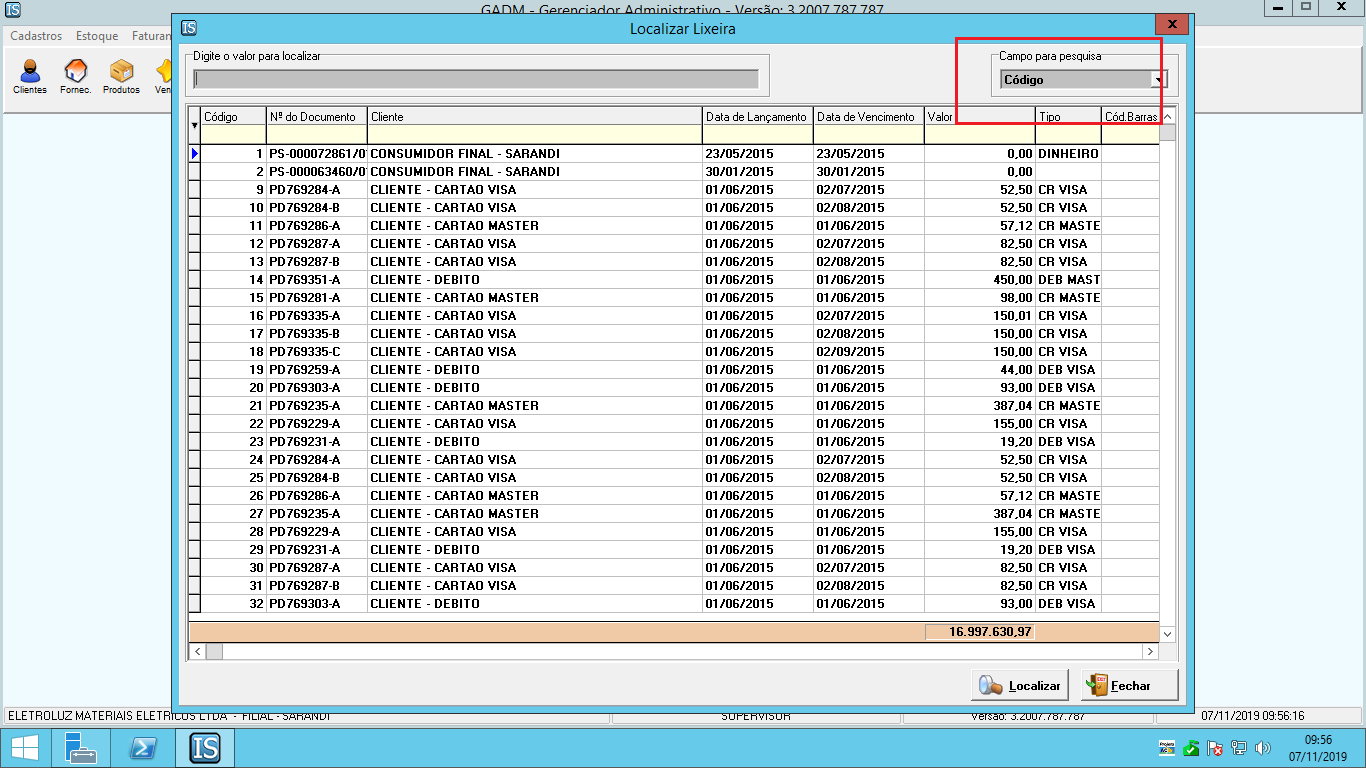 GADM - Gerenciador Administrativo - Versão: 3.2007.787.787
IS
Localizar Lixeira
Cadastros Estoque Faturan
Clientes Fornec. Produtos Ven
Digite o valor para localizar
Campo para pesquisa
Código
Código Nº do Documento Cliente Data de Lançamento Data de Vencimento Valor Tipo Cód.Barras
1 PS-000072861/0 CONSUMIDOR FINAL - SARANDI 23/05/2015 23/05/2015 0,00 DINHEIRO
2 PS-000063460/0 CONSUMIDOR FINAL - SARANDI 30/01/2015 30/01/2015 0,00
9 PD769284-A CLIENTE - CARTAO VISA 01/06/2015 02/07/2015 52,50 CR VISA
10 PD769284-B CLIENTE - CARTAO VISA 01/06/2015 02/08/2015 52,50 CR VISA
11 PD769286-A CLIENTE - CARTAO MASTER 01/06/2015 01/06/2015 57,12 CR MASTE
12 PD769287-A CLIENTE - CARTAO VISA 01/06/2015 02/07/2015 82,50 CR VISA
13 PD769287-B CLIENTE - CARTAO VISA 01/06/2015 02/08/2015 82,50 CR VISA
14 PD769351-A CLIENTE - DEBITO 01/06/2015 01/06/2015 450,00 DEB MAST
15 PD769281-A CLIENTE - CARTAO MASTER 01/06/2015 01/06/2015 98,00 CR MASTE
16 PD769335-A CLIENTE - CARTAO VISA 01/06/2015 02/07/2015 150,01 CR VISA
17 PD769335-B CLIENTE - CARTAO VISA 01/06/2015 02/08/2015 150,00 CR VISA
18 PD769335-C CLIENTE - CARTAO VISA 01/06/2015 02/09/2015 150,00 CR VISA
19 PD769259-A CLIENTE - DEBITO 01/06/2015 01/06/2015 44,00 DEB VISA
20 PD769303-A CLIENTE - DEBITO 01/06/2015 01/06/2015 93,00 DEB VISA
21 PD769235-A CLIENTE - CARTAO MASTER 01/06/2015 01/06/2015 387,04 CR MASTE
22 PD769229-A CLIENTE - CARTAO VISA 01/06/2015 01/06/2015 155,00 CR VISA
23 PD769231-A CLIENTE - DEBITO 01/06/2015 01/06/2015 19,20 DEB VISA
24 PD769284-A CLIENTE - CARTAO VISA 01/06/2015 02/07/2015 52,50 CR VISA
25 PD769284-B CLIENTE - CARTAO VISA 01/06/2015 02/08/2015 52,50 CR VISA
26 PD769286-A CLIENTE - CARTAO MASTER 01/06/2015 01/06/2015 57,12 CR MASTE
27 PD769235-A CLIENTE - CARTAO MASTER 01/06/2015 01/06/2015 387,04 CR MASTE
28 PD769229-A CLIENTE - CARTAO VISA 01/06/2015 01/06/2015 155,00 CR VISA
29 PD769231-A CLIENTE - DEBITO 01/06/2015 01/06/2015 19,20 DEB VISA
30 PD769287-A CLIENTE - CARTAO VISA 01/06/2015 02/07/2015 82,50 CR VISA
31 PD769287-B CLIENTE - CARTAO VISA 01/06/2015 02/08/2015 82,50 CR VISA
32 PD769303-A CLIENTE - DEBITO 01/06/2015 01/06/2015 93,00 DEB VISA
16.997.630,97
Localizar Fechar
ELETROLUZ MATERIAIS ELETRICOS LTDA - FILIAL - SARANDI SUPERVISOR Versão: 3.2007.787.787 07/11/2019 09:56:16
IS
09:56
07/11/2019